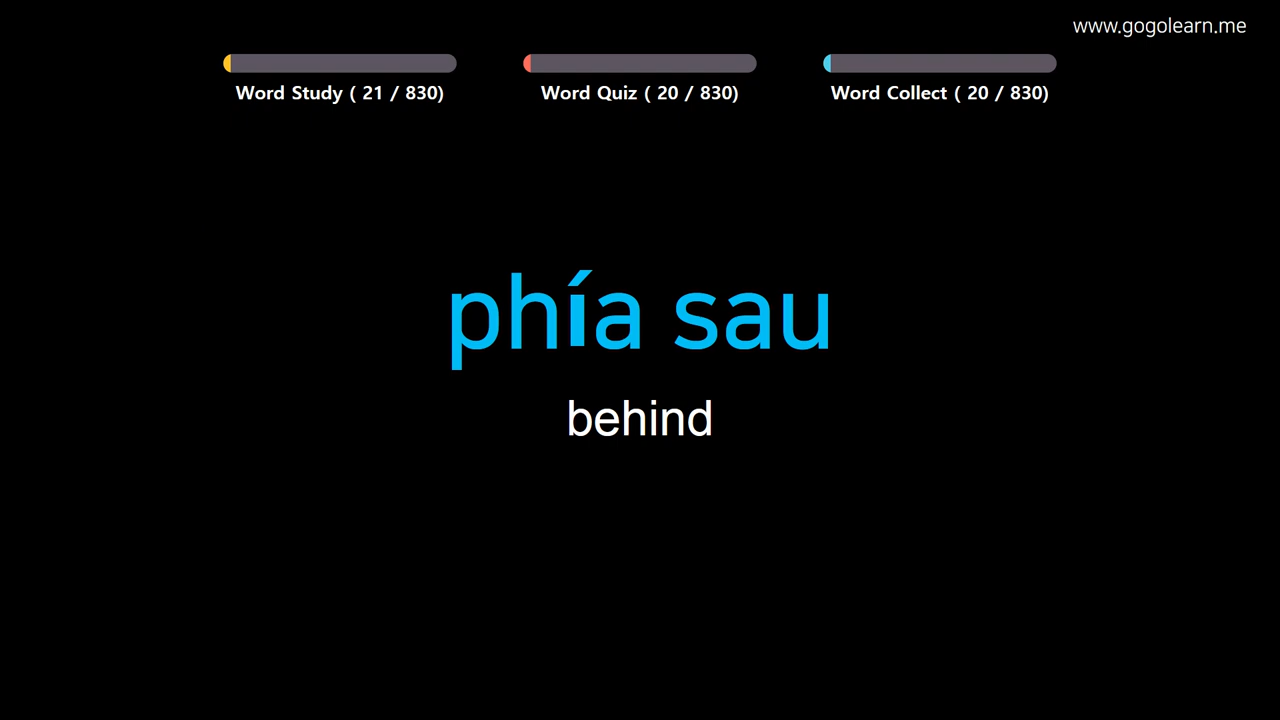 www.gogolearn.me
Word Study ( 21 / 830)
Word Quiz ( 20 / 830)
Word Collect ( 20 / 830)
phía sau
behind